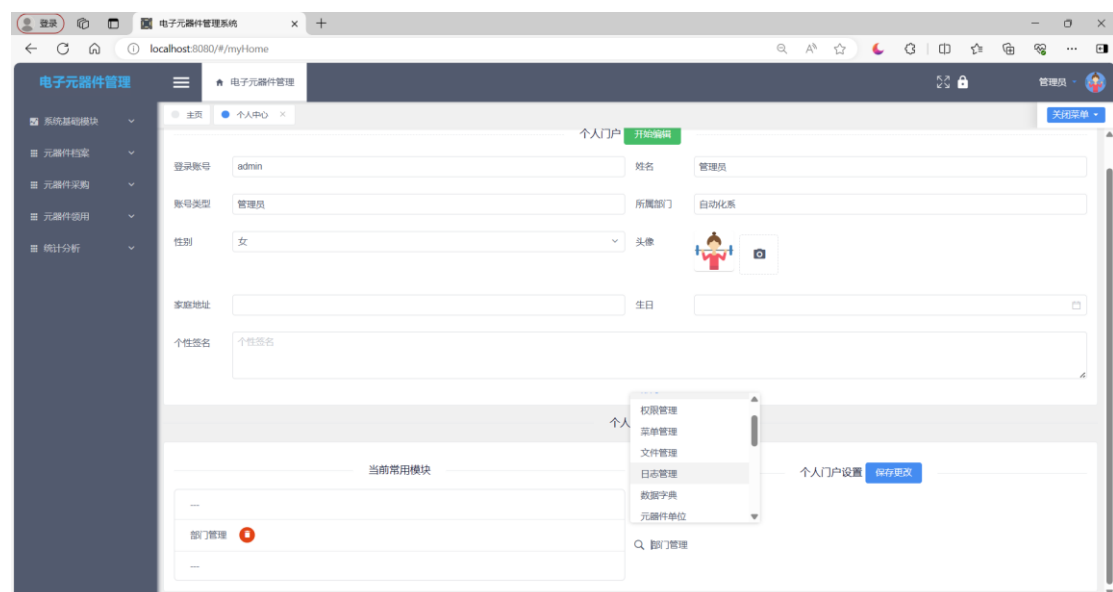 登录
电子元器件管理系统
localhost:8080/#/myHome
电子元器件管理
电子元器件管理
管理员
主页
个人中心
关闭菜单
系统基础模块
元器件档案
元器件采购
元器件领用
统计分析
个人门户 开始编辑
登录账号 admin 姓名 管理员
账号类型 管理员 所属部门 自动化系
性别 女 头像
家庭地址 生日
个性签名 个性签名
个人
权限管理
菜单管理
文件管理
日志管理
数据字典
元器件单位
当前常用模块
个人门户设置 保存更改
---
部门管理
---
部门管理